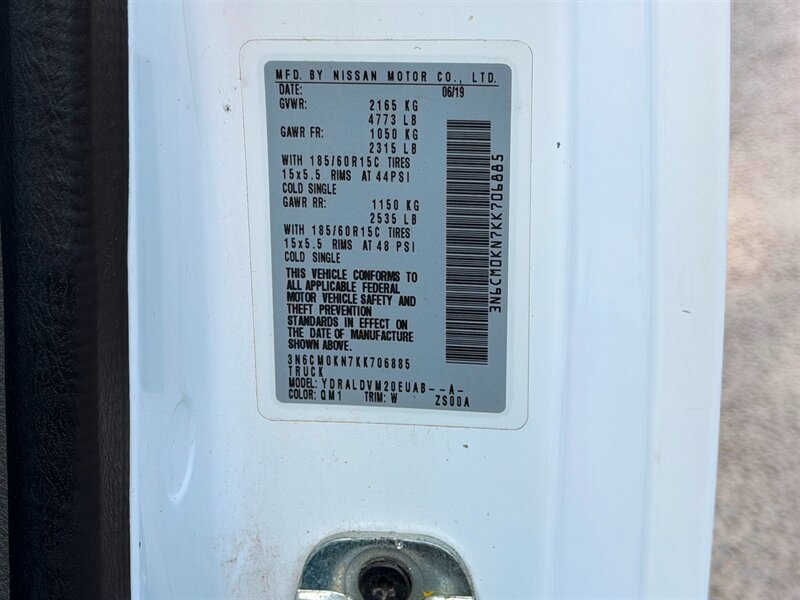 MFD. BY NISSAN MOTOR CO., LTD.
DATE: 06/19
GVWR: 2165 KG
4773 LB
GAWR FR: 1050 KG
2315 LB
WITH 185/60R15C TIRES
15x5.5 RIMS AT 44PSI
COLD SINGLE
GAWR RR: 1150 KG
2535 LB
WITH 185/60R15C TIRES
15x5.5 RIMS AT 48 PSI
COLD SINGLE
THIS VEHICLE CONFORMS TO
ALL APPLICABLE FEDERAL
MOTOR VEHICLE SAFETY AND
THEFT PREVENTION
STANDARDS IN EFFECT ON
THE DATE OF MANUFACTURE
SHOWN ABOVE.
3N6CM0KN7KK706885
TRUCK
MODEL: YDRALDVM20EUAB--A-
COLOR: QM1 TRIM: W ZS00A
3N6CM0KN7KK706885